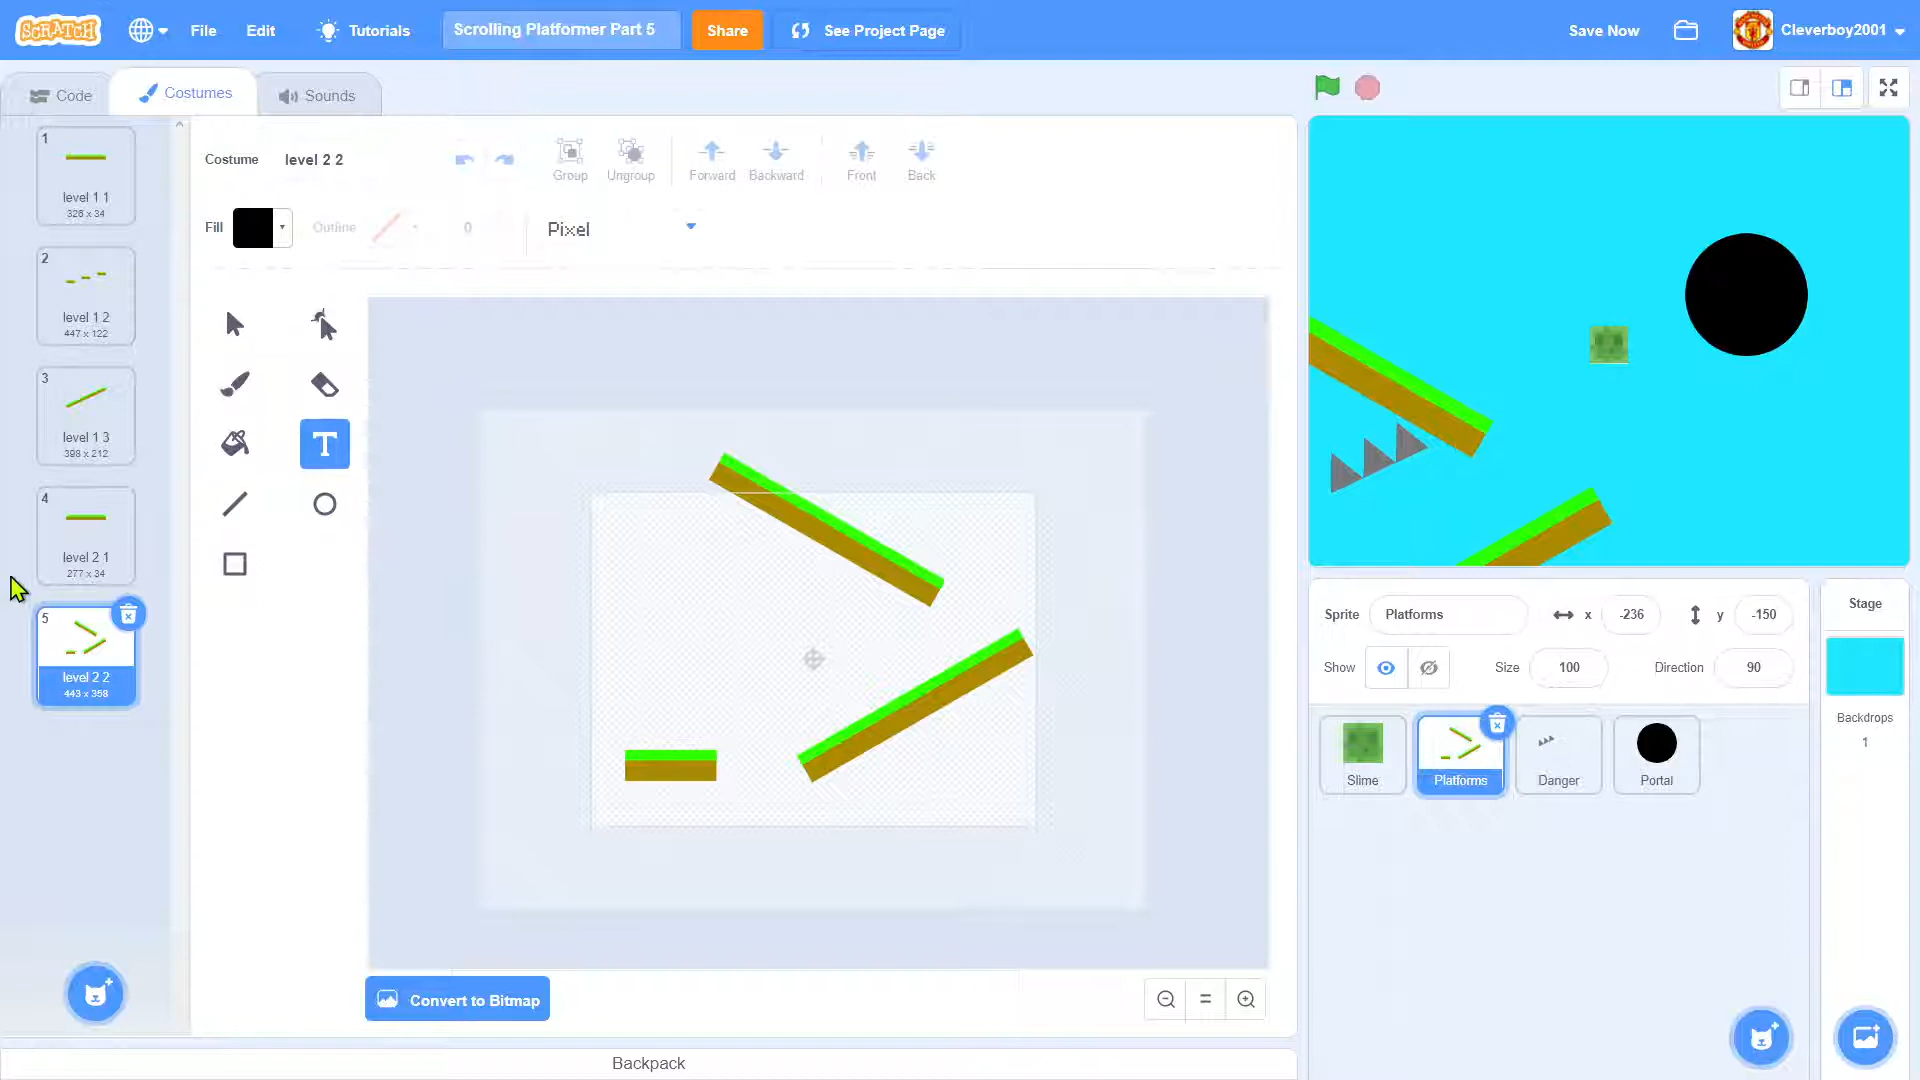 SCRATCH
File
Edit
Tutorials
Scrolling Platformer Part 5
Share
See Project Page
Save Now
Cleverboy2001
Code
Costumes
Sounds
1
level 1 1
326 x 34
2
level 1 2
447 x 122
3
level 1 3
398 x 212
4
level 2 1
277 x 34
5
level 2 2
443 x 358
Costume
level 2 2
Group
Ungroup
Forward
Backward
Front
Back
Fill
Outline
0
Pixel
T
Convert to Bitmap
Backpack
Sprite
Platforms
x
-236
y
-150
Show
Size
100
Direction
90
Slime
Platforms
Danger
Portal
Stage
Backdrops
1